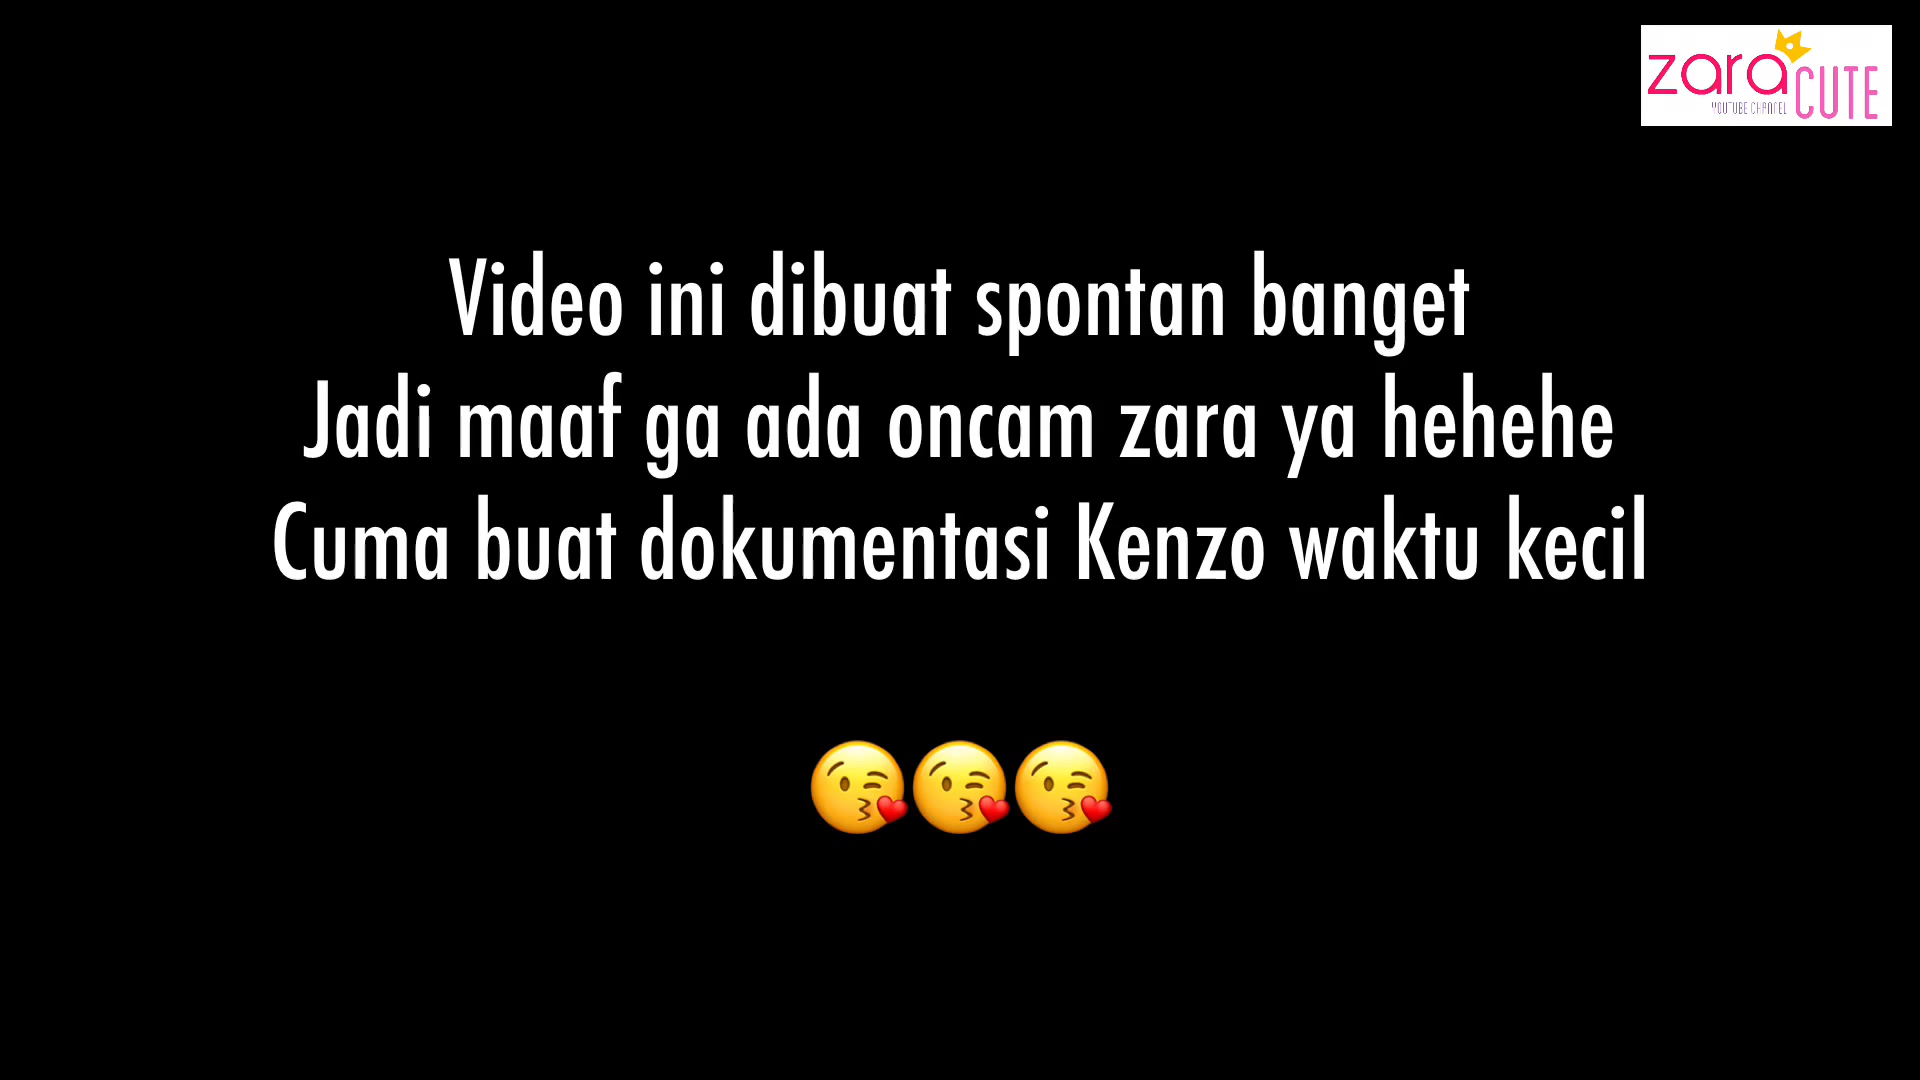 zara CUTE
YOUTUBE CHANNEL
Video ini dibuat spontan banget
Jadi maaf ga ada oncam zara ya hehehe
Cuma buat dokumentasi Kenzo waktu kecil
😘😘😘